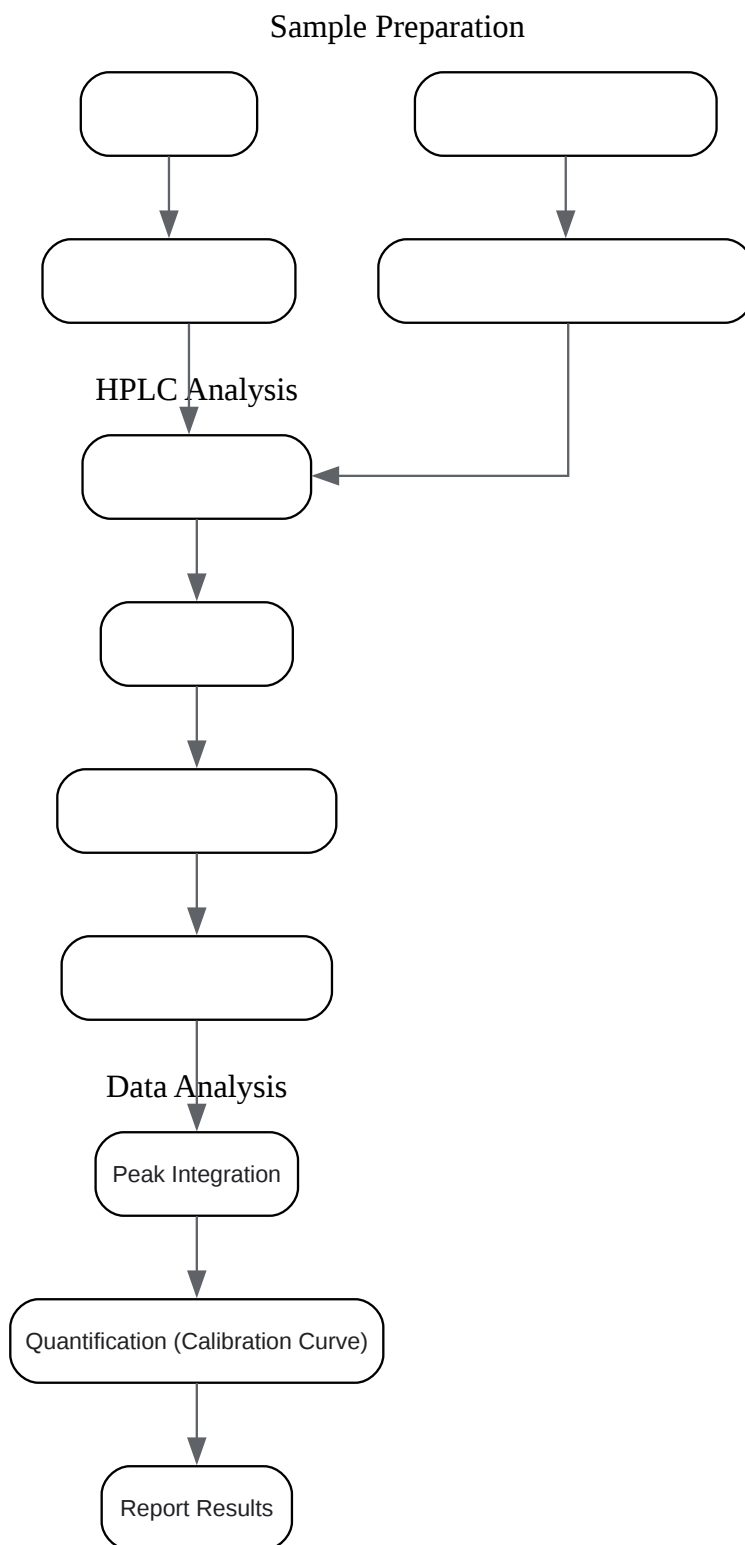 Sample Preparation
HPLC Analysis
Data Analysis
Peak Integration
Quantification (Calibration Curve)
Report Results